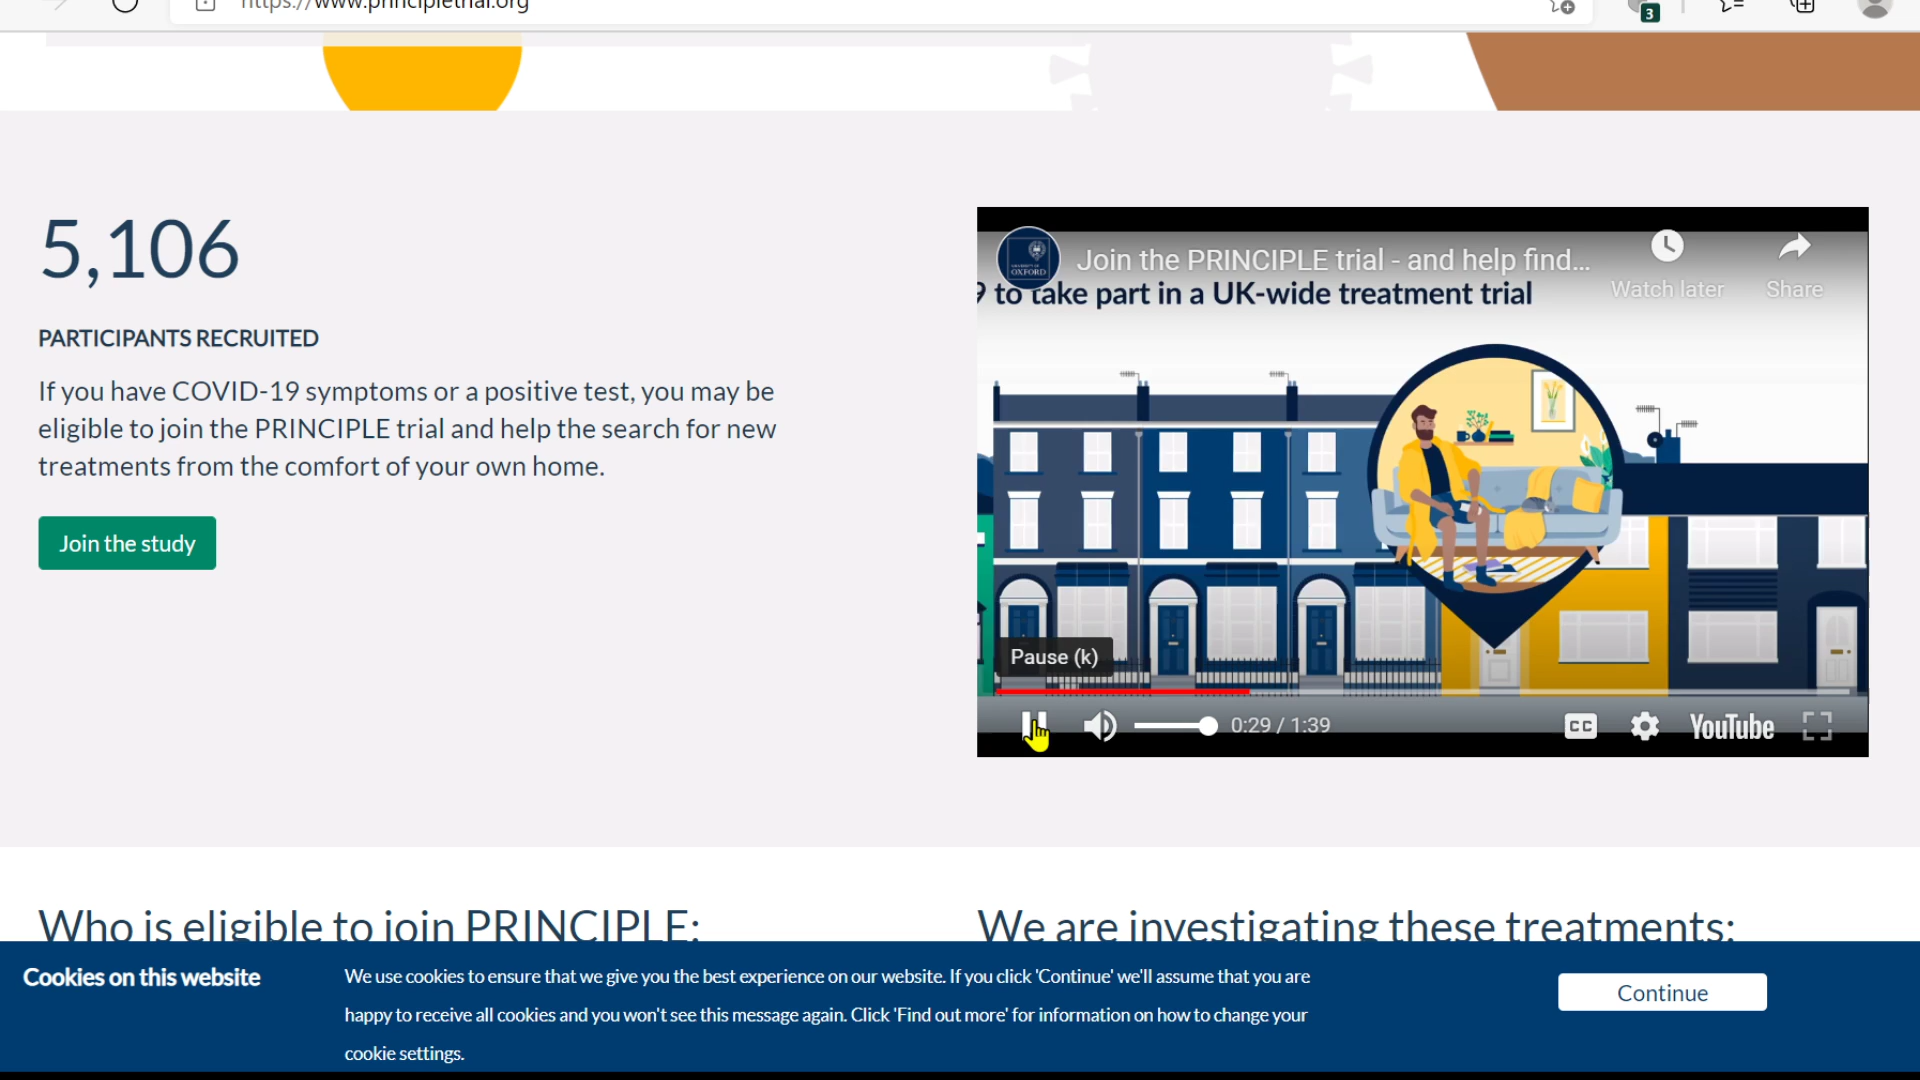 https://www.principletrial.org
3
5,106
PARTICIPANTS RECRUITED
If you have COVID-19 symptoms or a positive test, you may be
eligible to join the PRINCIPLE trial and help the search for new
treatments from the comfort of your own home.
Join the study
UNIVERSITY OF
OXFORD
Join the PRINCIPLE trial - and help find...
Watch later
Share
to take part in a UK-wide treatment trial
Pause (k)
0:29 / 1:39
CC
YouTube
Who is eligible to join PRINCIPLE:
We are investigating these treatments:
Cookies on this website
We use cookies to ensure that we give you the best experience on our website. If you click 'Continue' we'll assume that you are
happy to receive all cookies and you won't see this message again. Click 'Find out more' for information on how to change your
cookie settings.
Continue